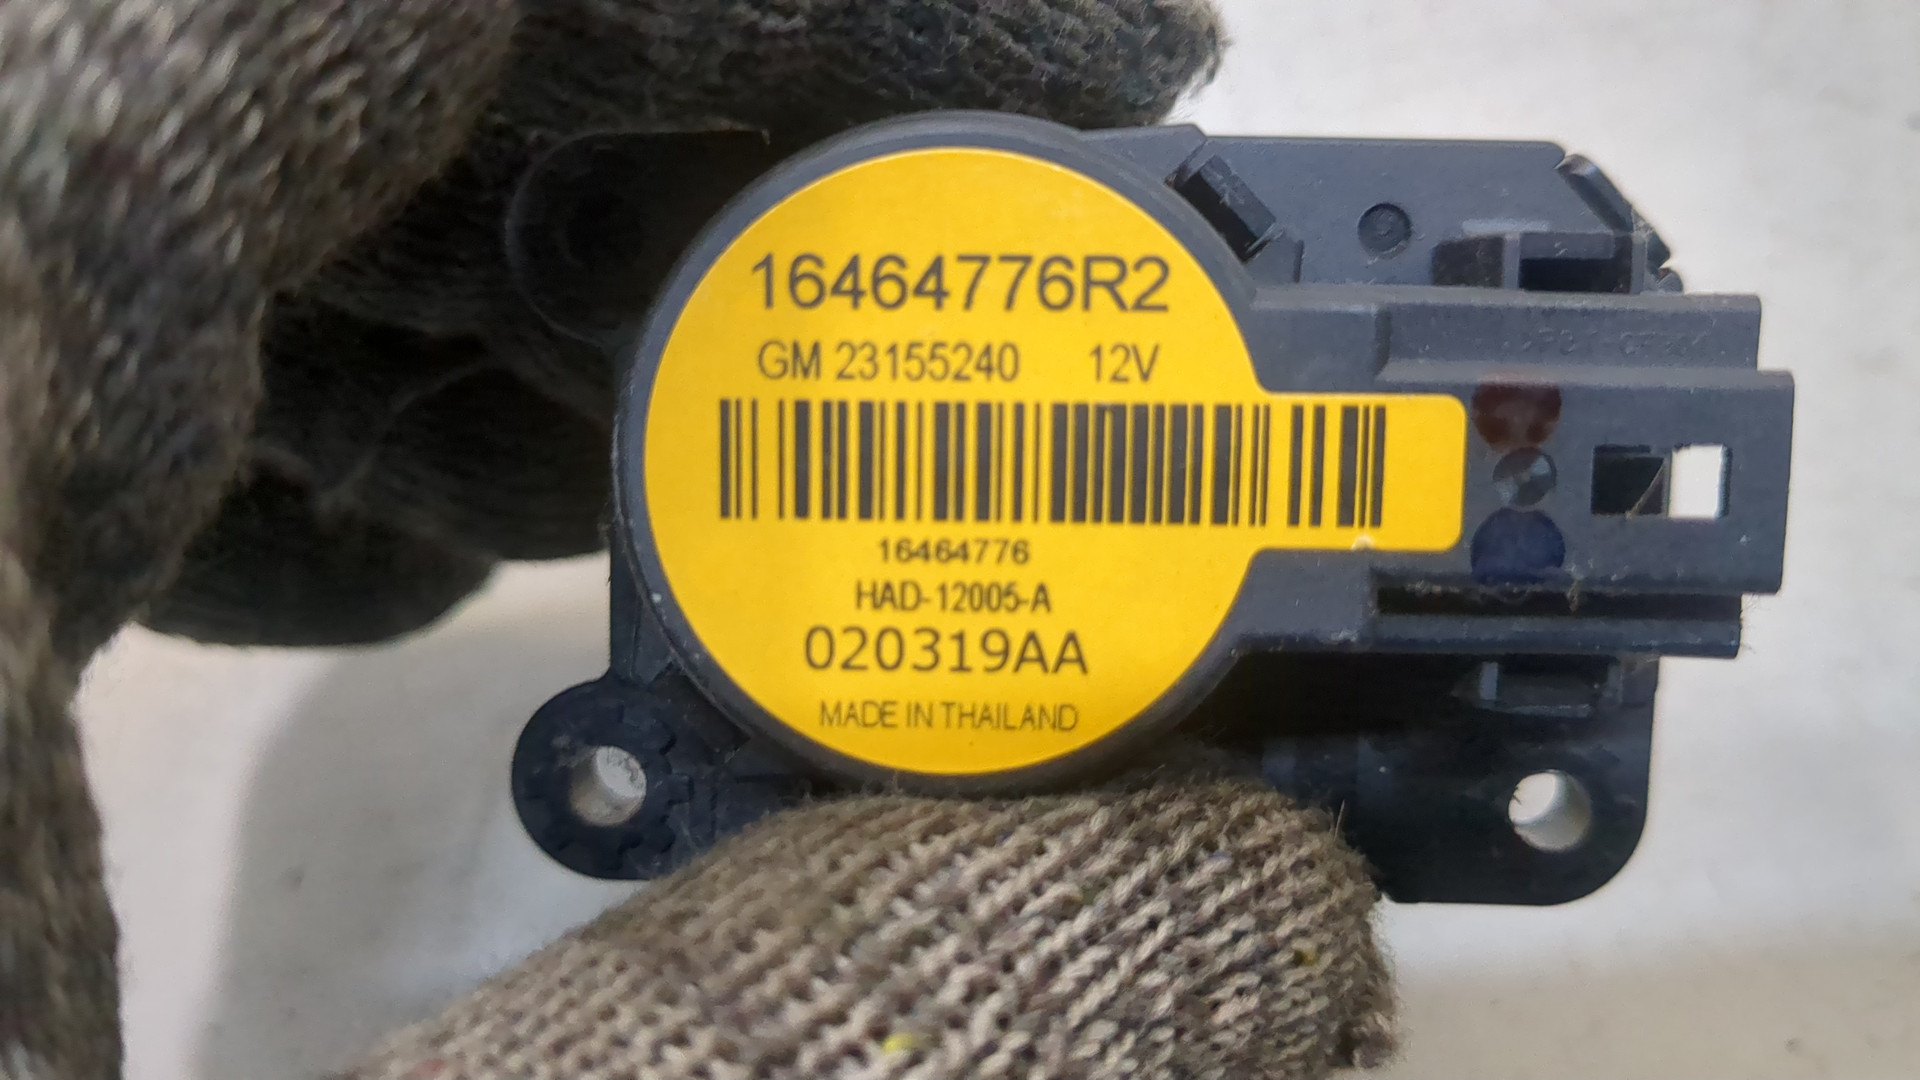 16464776R2
GM 23155240 12V
16464776
HAD-12005-A
020319AA
MADE IN THAILAND